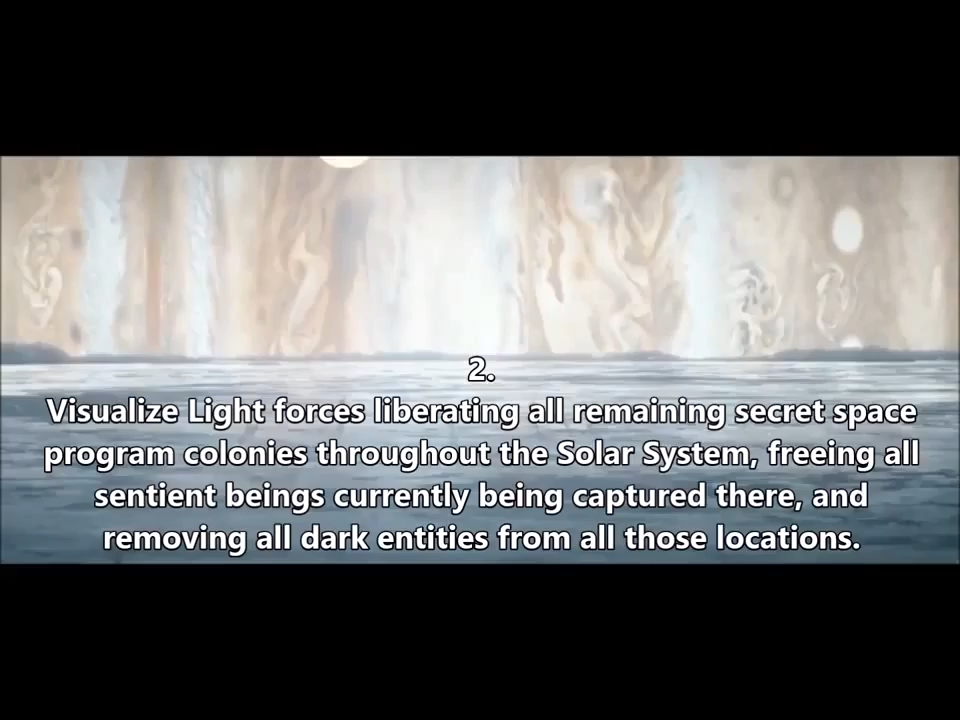 2.
Visualize Light forces liberating all remaining secret space
program colonies throughout the Solar System, freeing all
sentient beings currently being captured there, and
removing all dark entities from all those locations.